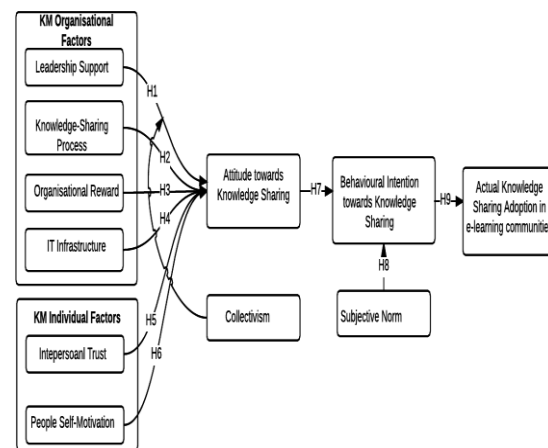 KM Organisational
Factors
Leadership Support
H1
Knowledge-Sharing
Process
H2
Organisational Reward
H3
H4
IT Infrastructure
Attitude towards
Knowledge Sharing
H7
Behavioural Intention
towards Knowledge
Sharing
H9
Actual Knowledge
Sharing Adoption in
e-learning communitie
H8
KM Individual Factors
H5
Intepersoanl Trust
H6
People Self-Motivation
Collectivism
Subjective Norm